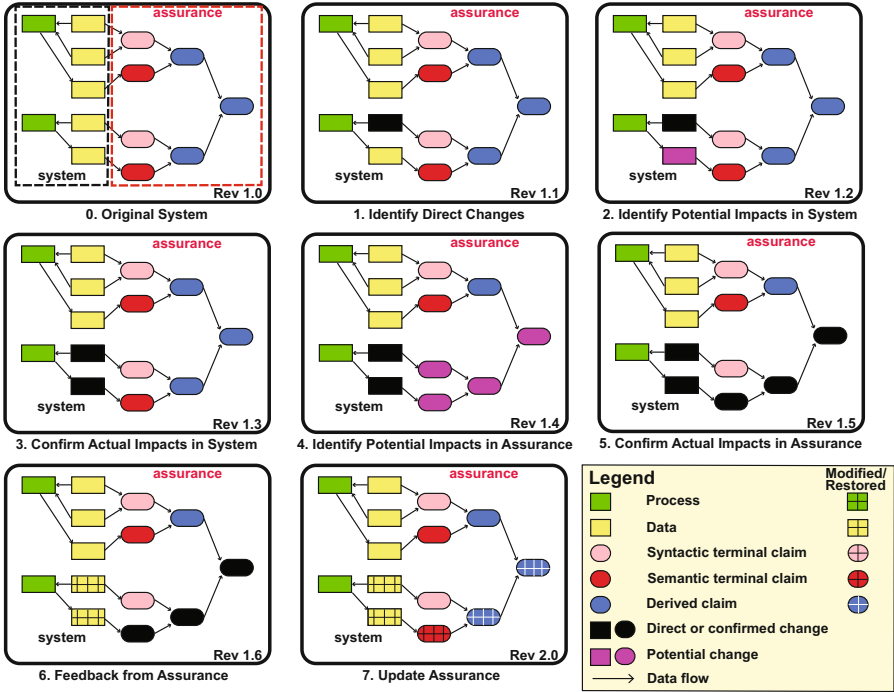 assurance
system
Rev 1.0
0. Original System
assurance
system
Rev 1.1
1. Identify Direct Changes
assurance
system
Rev 1.2
2. Identify Potential Impacts in System
assurance
system
Rev 1.3
3. Confirm Actual Impacts in System
assurance
system
Rev 1.4
4. Identify Potential Impacts in Assurance
assurance
system
Rev 1.5
5. Confirm Actual Impacts in Assurance
assurance
system
Rev 1.6
6. Feedback from Assurance
assurance
system
Rev 2.0
7. Update Assurance
Legend
Modified/
Restored
Process
Data
Syntactic terminal claim
Semantic terminal claim
Derived claim
Direct or confirmed change
Potential change
Data flow